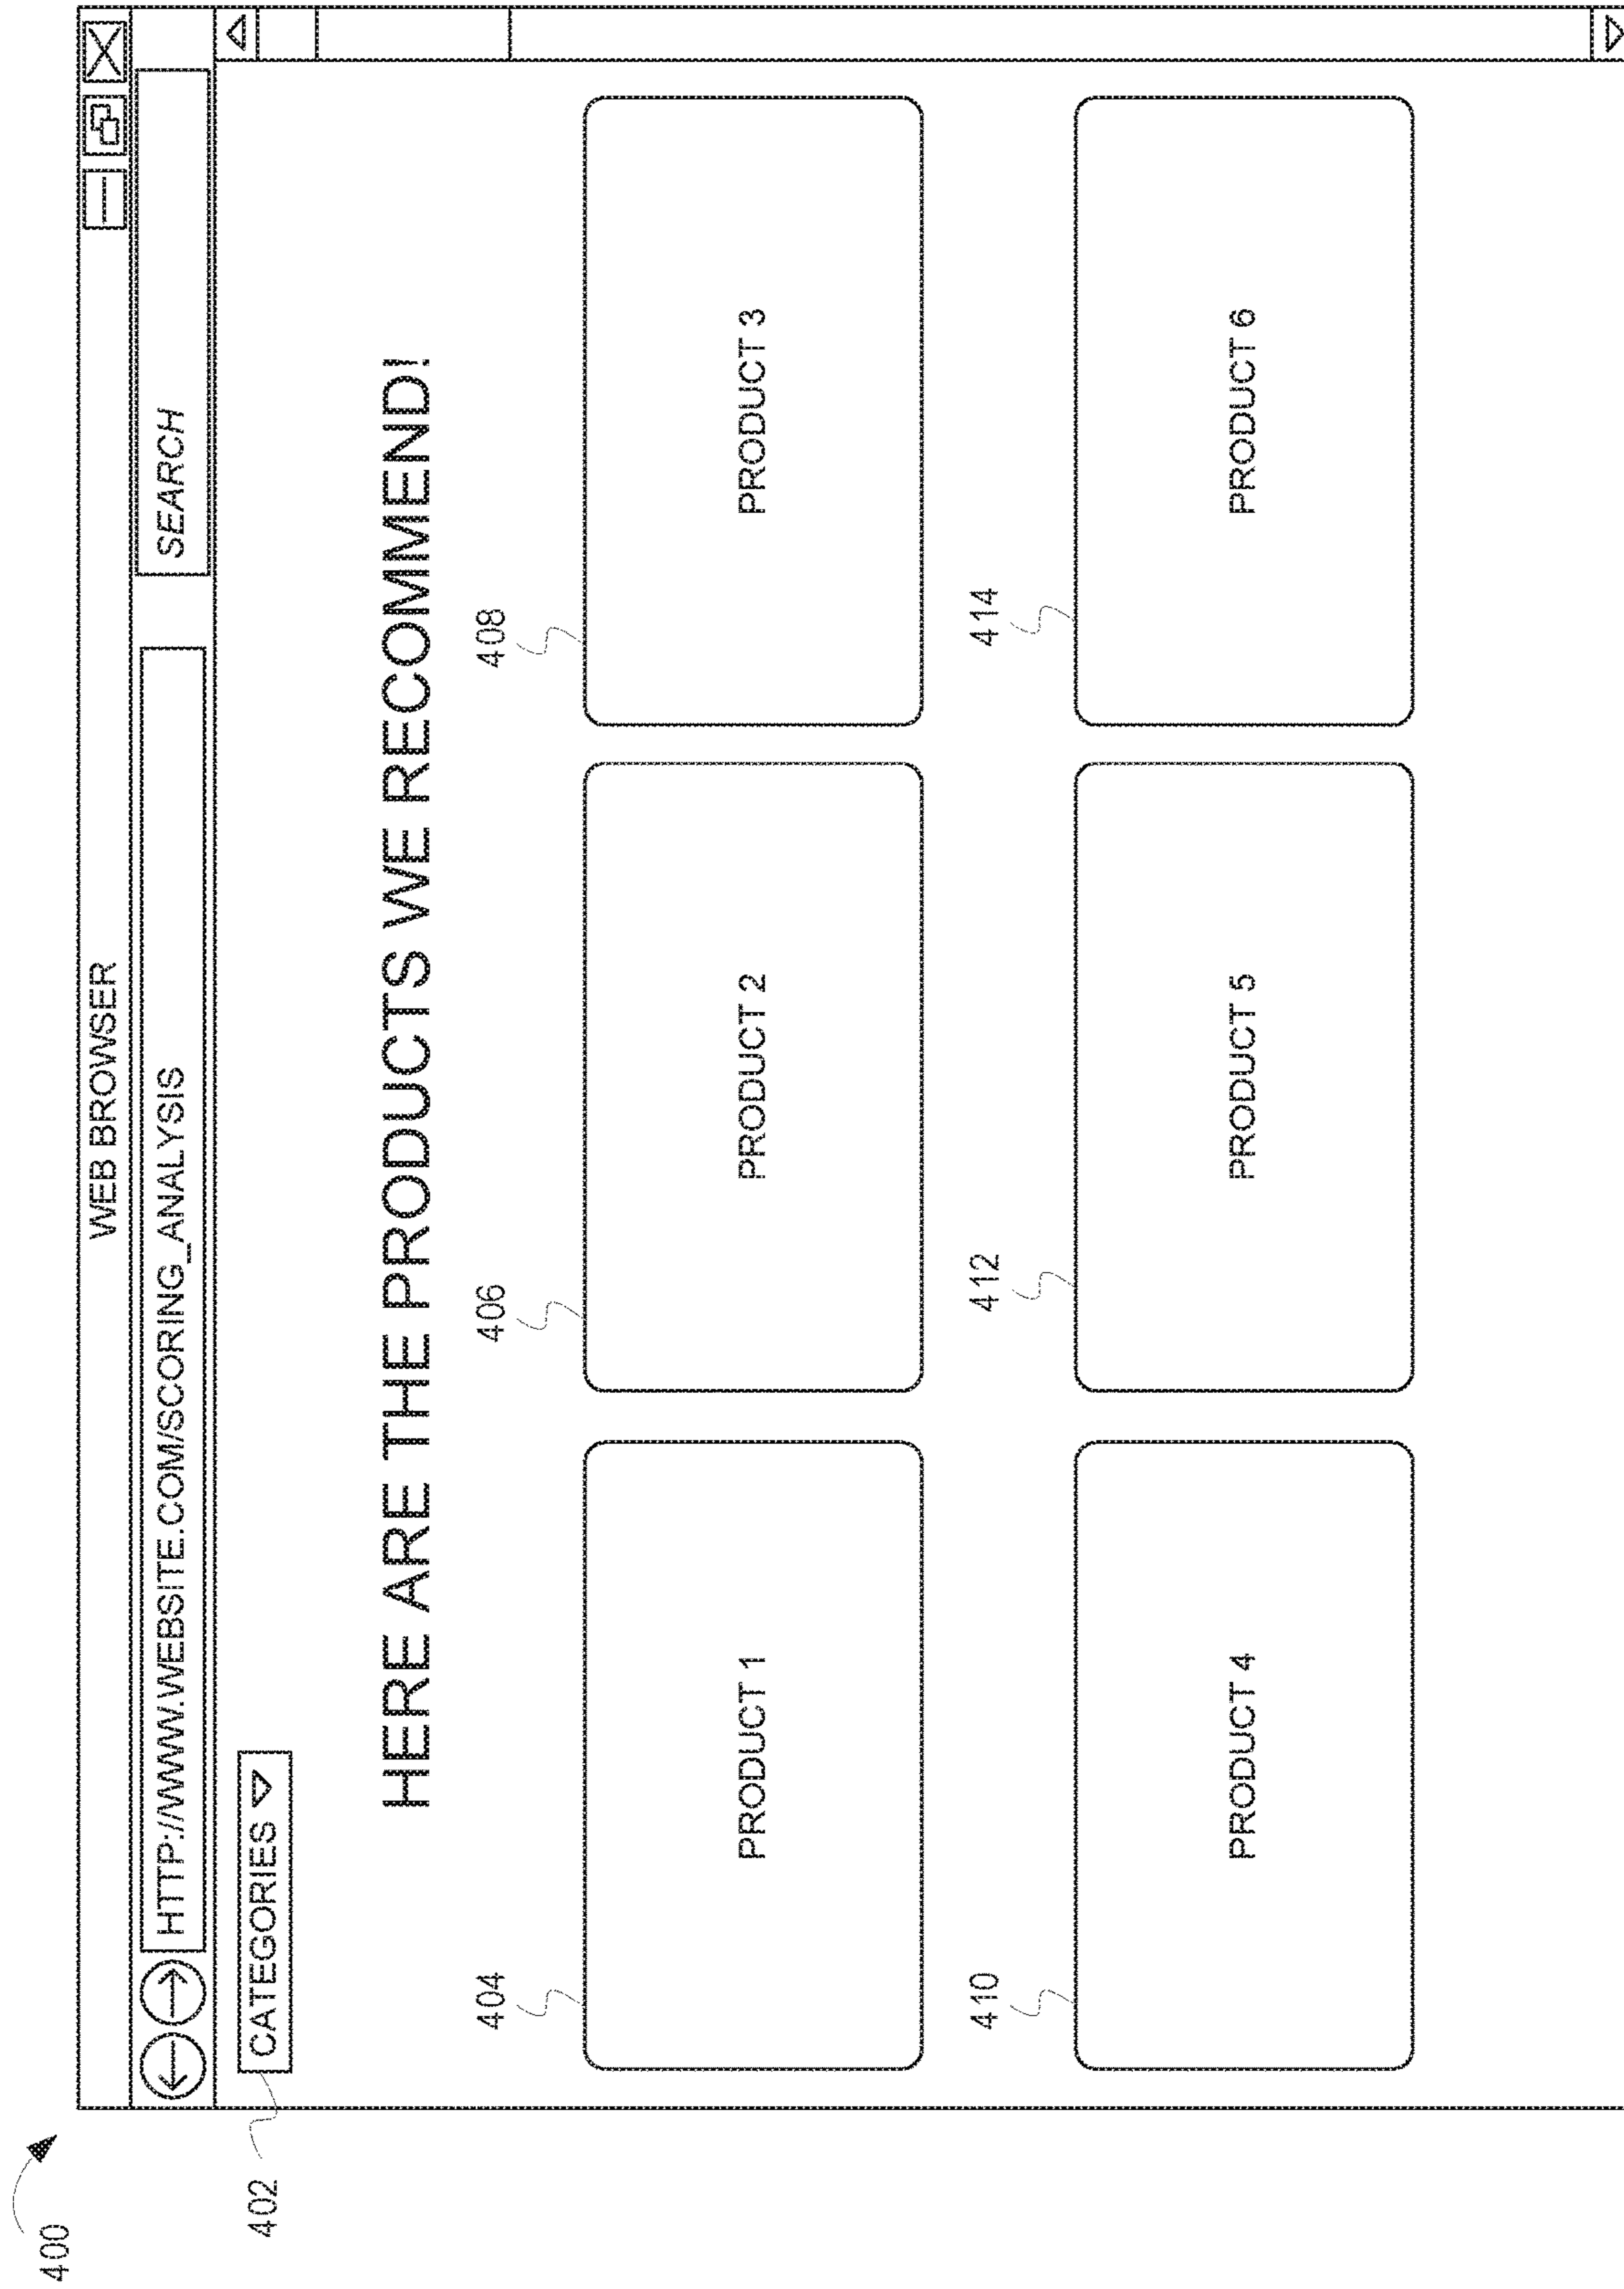 400
WEB BROWSER
HTTP://WWW.WEBSITE.COM/SCORING_ANALYSIS
SEARCH
402
CATEGORIES
HERE ARE THE PRODUCTS WE RECOMMEND!
404
406
408
PRODUCT 1
PRODUCT 2
PRODUCT 3
410
412
414
PRODUCT 4
PRODUCT 5
PRODUCT 6